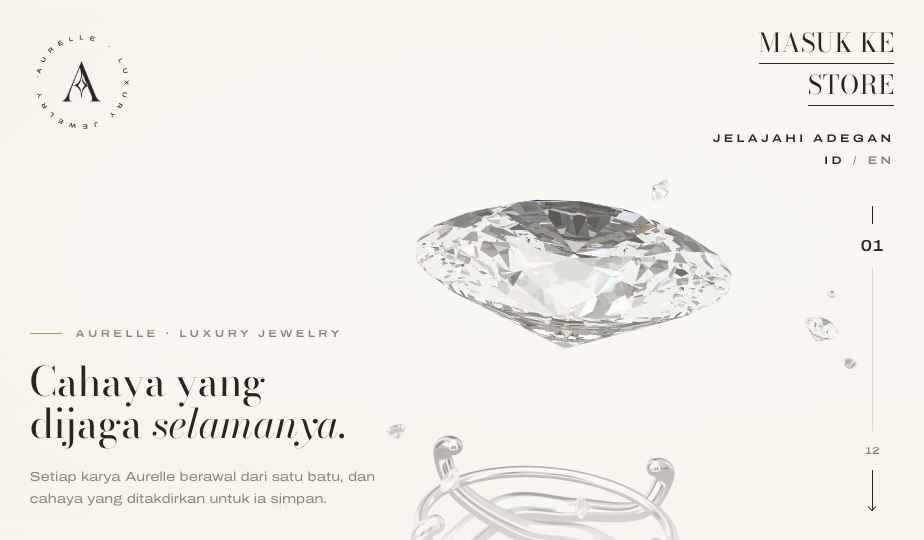 AURELLE · LUXURY JEWELRY ·
A
MASUK KE
STORE
JELAJAHI ADEGAN
ID / EN
01
12
AURELLE · LUXURY JEWELRY
Cahaya yang
dijaga selamanya.
Setiap karya Aurelle berawal dari satu batu, dan
cahaya yang ditakdirkan untuk ia simpan.